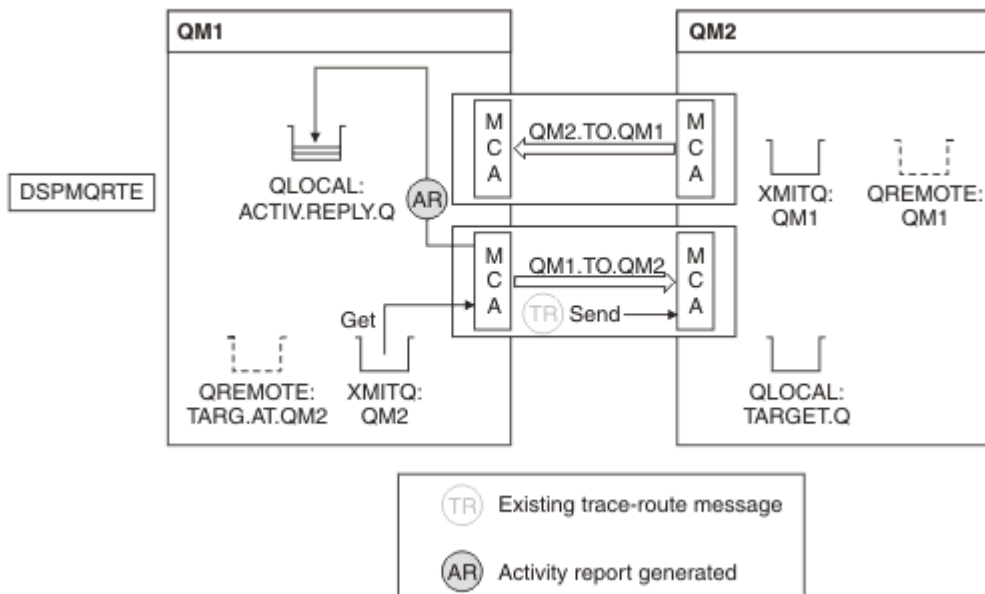 QM1
QM2
M
C
A
QM2.TO.QM1
M
C
A
DSPMQRTE
QLOCAL:
ACTIV.REPLY.Q
AR
XMITQ:
QM1
QREMOTE:
QM1
M
C
A
QM1.TO.QM2
TR
Send
M
C
A
Get
QREMOTE:
TARG.AT.QM2
XMITQ:
QM2
QLOCAL:
TARGET.Q
TR Existing trace-route message
AR Activity report generated